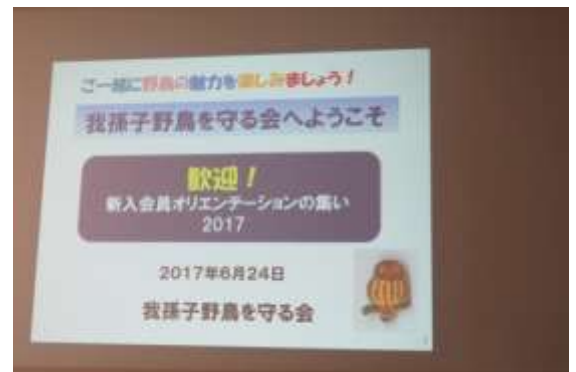 ご一緒に野鳥の魅力を楽しみましょう！
我孫子野鳥を守る会へようこそ
歓迎！
新入会員オリエンテーションの集い
2017
2017年6月24日
我孫子野鳥を守る会